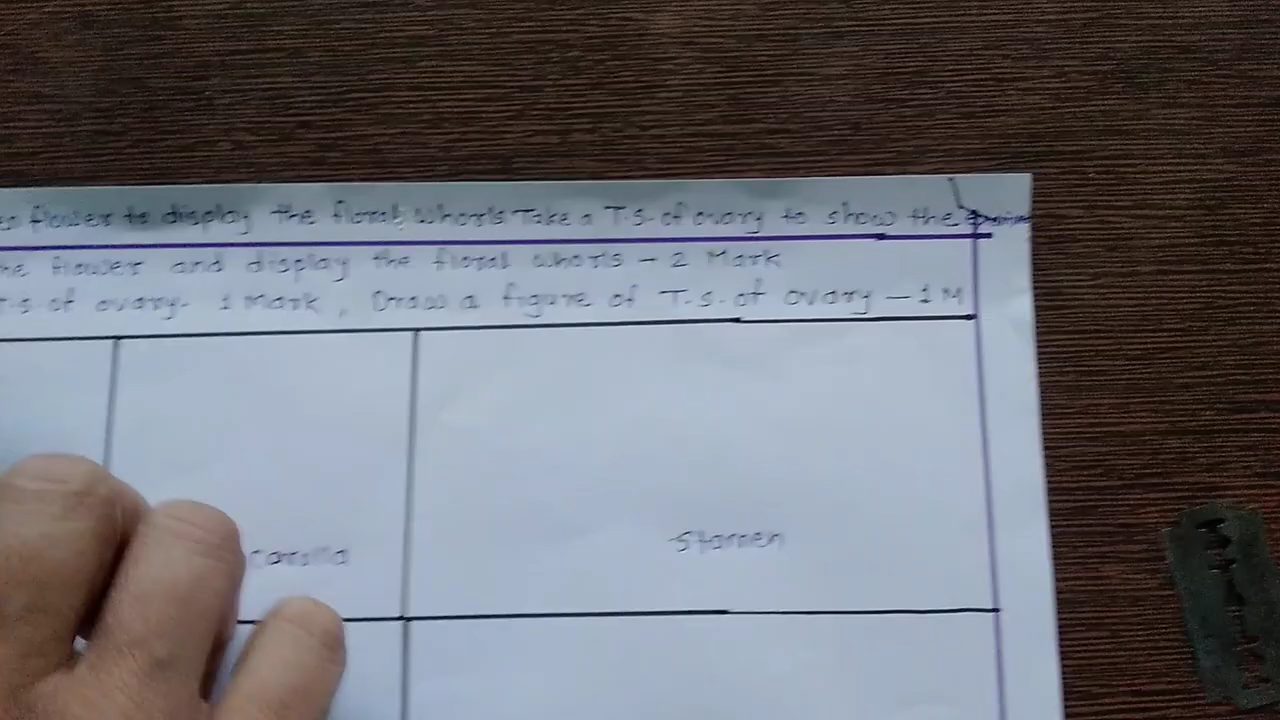 flower to display the floral whorls Take a T.S. of ovary to show the
he flower and display the floral whorls - 2 Mark
T.S of ovary- 1 Mark, Draw a figure of T.S. of ovary - 1 M
Corolla
Stamen